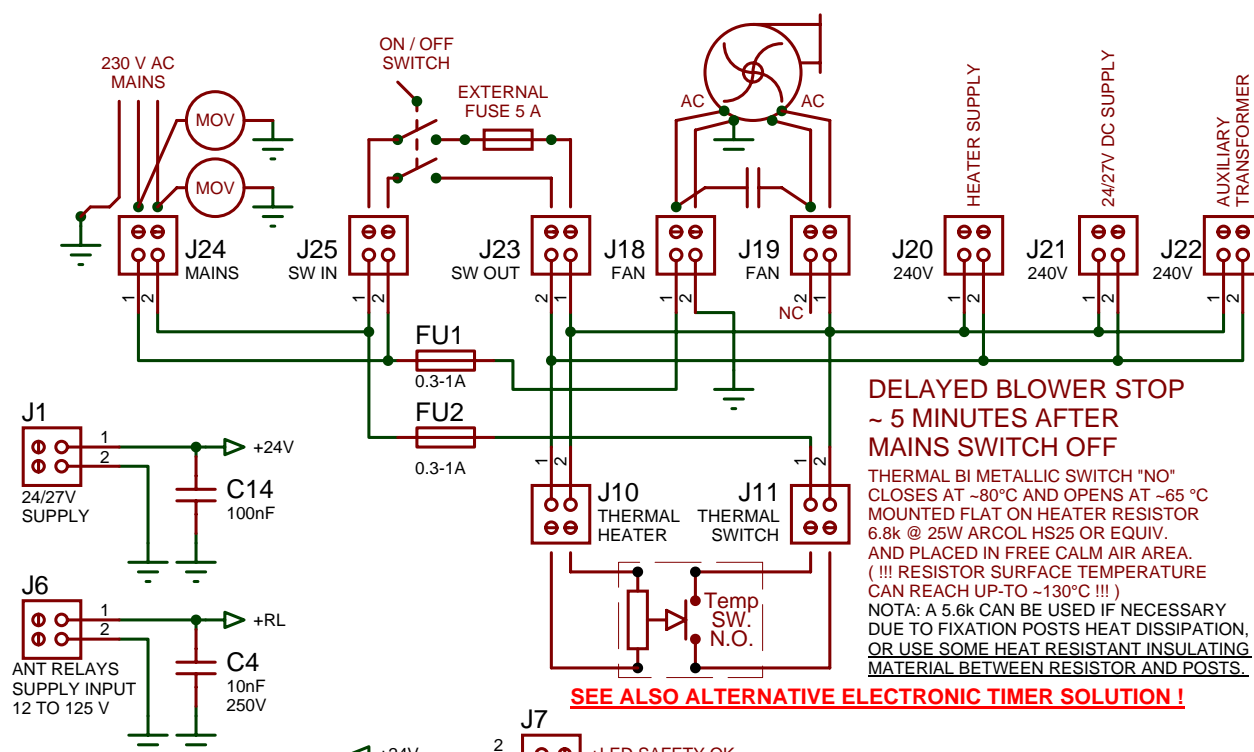 230 V AC
MAINS
MOV
MOV
J24
MAINS
1
2
ON / OFF
SWITCH
EXTERNAL
FUSE 5 A
J25
SW IN
1
2
J23
SW OUT
2
1
AC
AC
J18
FAN
1
2
J19
FAN
2
1
NC
HEATER SUPPLY
J20
240V
1
2
24/27V DC SUPPLY
J21
240V
1
2
AUXILIARY
TRANSFORMER
J22
240V
1
2
FU1
0.3-1A
FU2
0.3-1A
J1
1
2
24/27V
SUPPLY
+24V
C14
100nF
J6
1
2
ANT RELAYS
SUPPLY INPUT
12 TO 125 V
+RL
C4
10nF
250V
1
2
J10
THERMAL
HEATER
1
2
J11
THERMAL
SWITCH
Temp
SW.
N.O.
DELAYED BLOWER STOP
~ 5 MINUTES AFTER
MAINS SWITCH OFF
THERMAL BI METALLIC SWITCH "NO"
CLOSES AT ~80°C AND OPENS AT ~65 °C
MOUNTED FLAT ON HEATER RESISTOR
6.8k @ 25W ARCOL HS25 OR EQUIV.
AND PLACED IN FREE CALM AIR AREA.
( !!! RESISTOR SURFACE TEMPERATURE
CAN REACH UP-TO ~130°C !!! )
NOTA: A 5.6k CAN BE USED IF NECESSARY
DUE TO FIXATION POSTS HEAT DISSIPATION,
OR USE SOME HEAT RESISTANT INSULATING
MATERIAL BETWEEN RESISTOR AND POSTS.
SEE ALSO ALTERNATIVE ELECTRONIC TIMER SOLUTION !
J7
2
+24V
+LED SAFETY OK